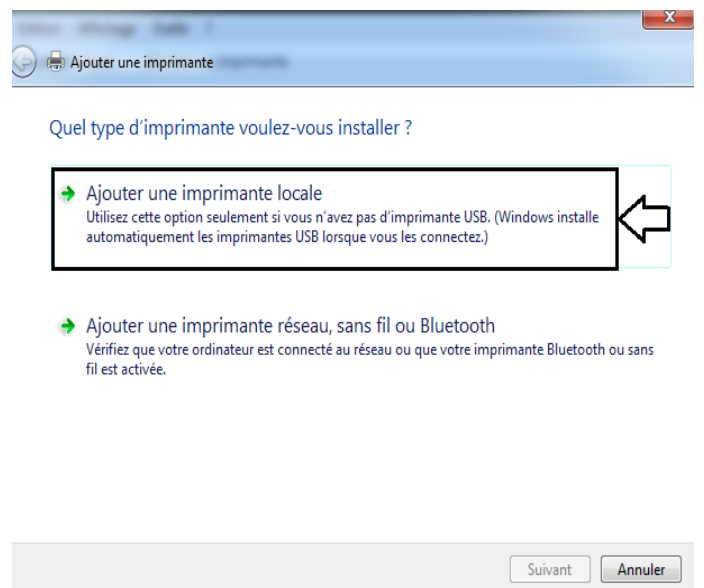 Edition Affichage Outils ?
Ajouter une imprimante
Quel type d'imprimante voulez-vous installer ?
Ajouter une imprimante locale
Utilisez cette option seulement si vous n'avez pas d'imprimante USB. (Windows installe
automatiquement les imprimantes USB lorsque vous les connectez.)
Ajouter une imprimante réseau, sans fil ou Bluetooth
Vérifiez que votre ordinateur est connecté au réseau ou que votre imprimante Bluetooth ou sans
fil est activée.
Suivant Annuler